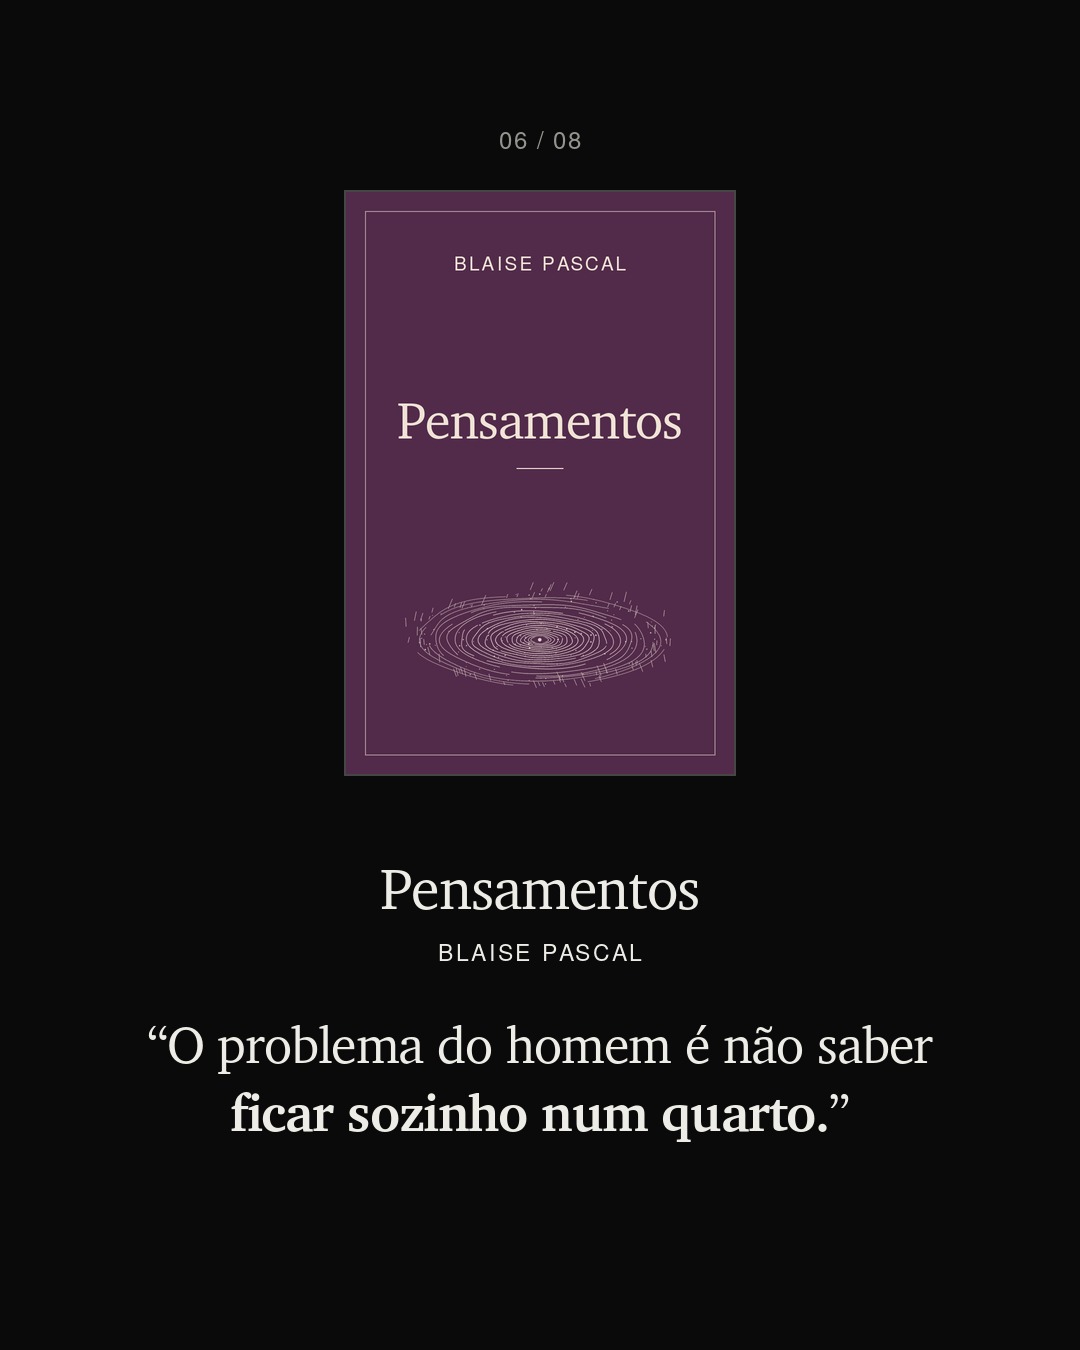 06 / 08
BLAISE PASCAL
Pensamentos
Pensamentos
BLAISE PASCAL
“O problema do homem é não saber
ficar sozinho num quarto.”